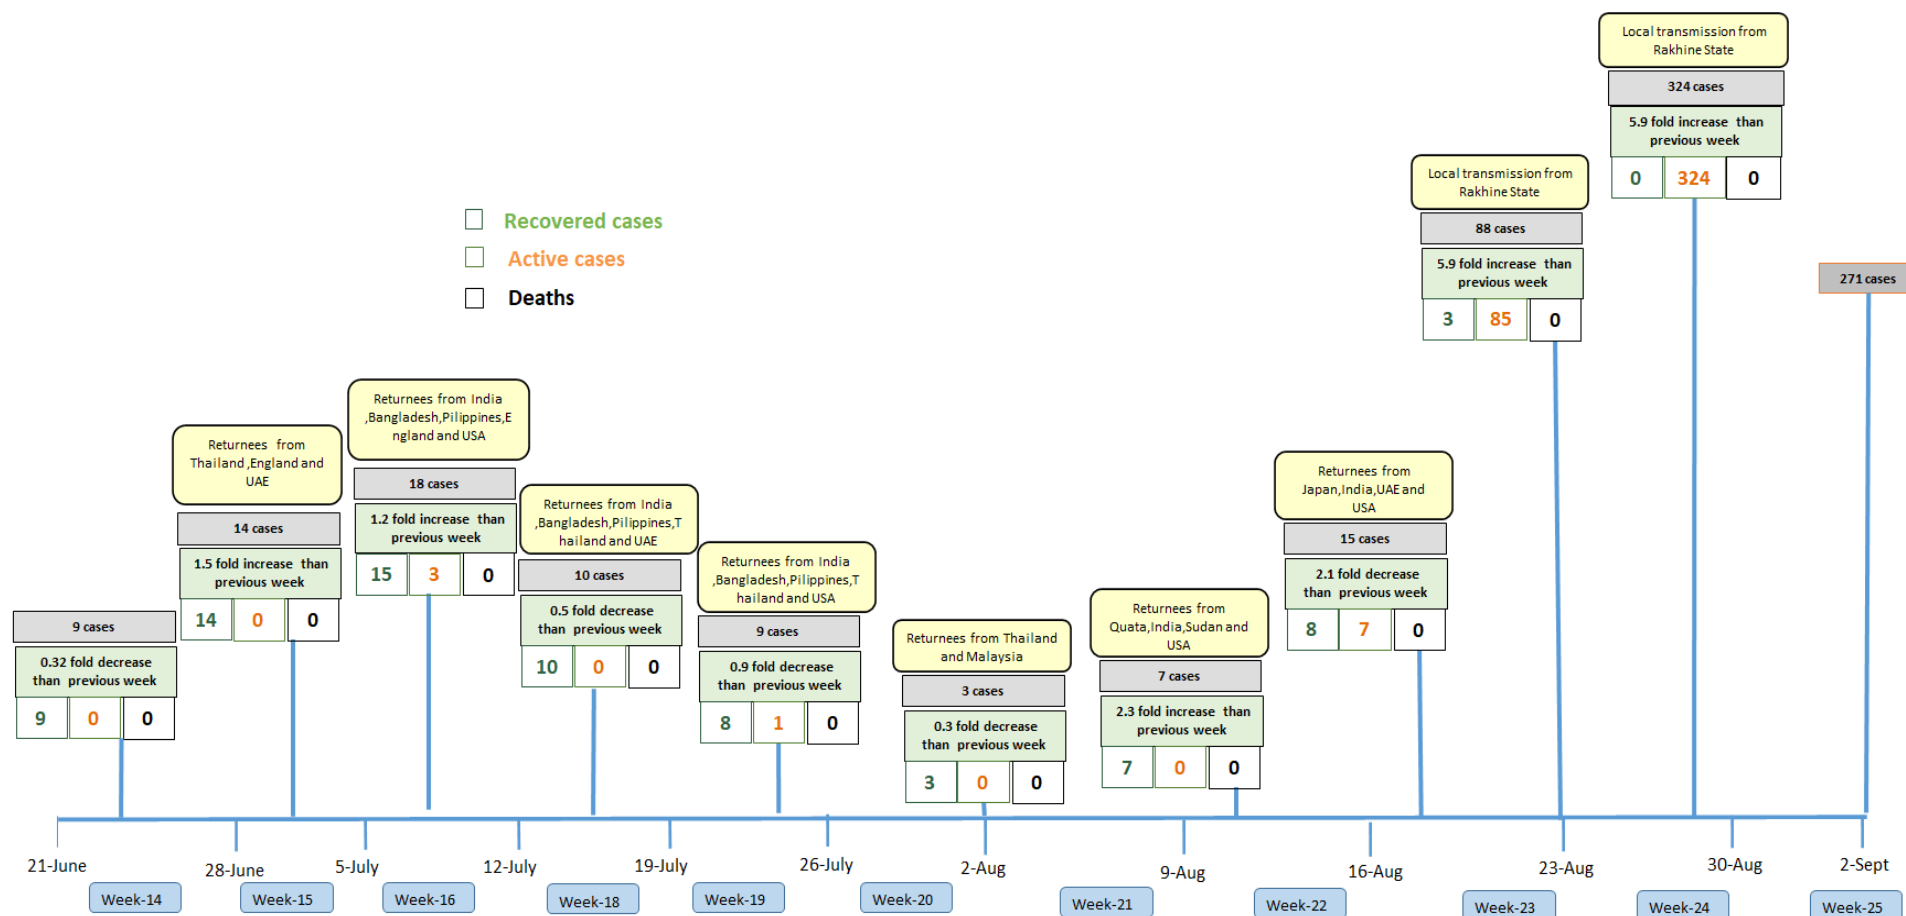 Local transmission from
Rakhine State
324 cases
5.9 fold increase than
previous week
0 324 0
Local transmission from
Rakhine State
88 cases
5.9 fold increase than
previous week
3 85 0
Recovered cases
Active cases
Deaths
271 cases
Returnees from India
,Bangladesh,Pilippines,E
ngland and USA
18 cases
1.2 fold increase than
previous week
15 3 0
Returnees from
Thailand ,England and
UAE
14 cases
1.5 fold increase than
previous week
14 0 0
Returnees from India
,Bangladesh,Pilippines,T
hailand and UAE
10 cases
0.5 fold decrease
than previous week
10 0 0
Returnees from India
,Bangladesh,Pilippines,T
hailand and USA
9 cases
0.9 fold decrease
than previous week
8 1 0
Returnees from
Japan,India,UAE and
USA
15 cases
2.1 fold decrease
than previous week
8 7 0
Returnees from
Quata,India,Sudan and
USA
7 cases
2.3 fold increase than
previous week
7 0 0
Returnees from Thailand
and Malaysia
3 cases
0.3 fold decrease
than previous week
3 0 0
9 cases
0.32 fold decrease
than previous week
9 0 0
21-June 28-June 5-July 12-July 19-July 26-July 2-Aug 9-Aug 16-Aug 23-Aug 30-Aug 2-Sept
Week-14 Week-15 Week-16 Week-18 Week-19 Week-20 Week-21 Week-22 Week-23 Week-24 Week-25